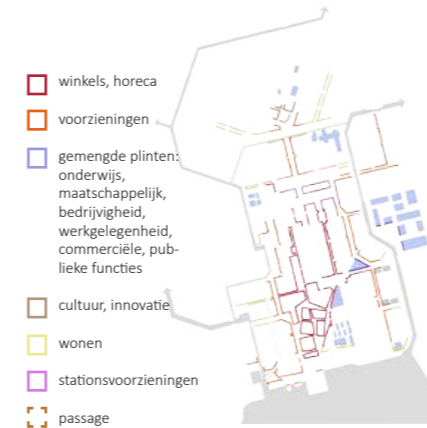 winkels, horeca
voorzieningen
gemengde plinten:
onderwijs,
maatschappelijk,
bedrijvigheid,
werkgelegenheid,
commerciële, pub-
lieke functies
cultuur, innovatie
wonen
stationsvoorzieningen
passage